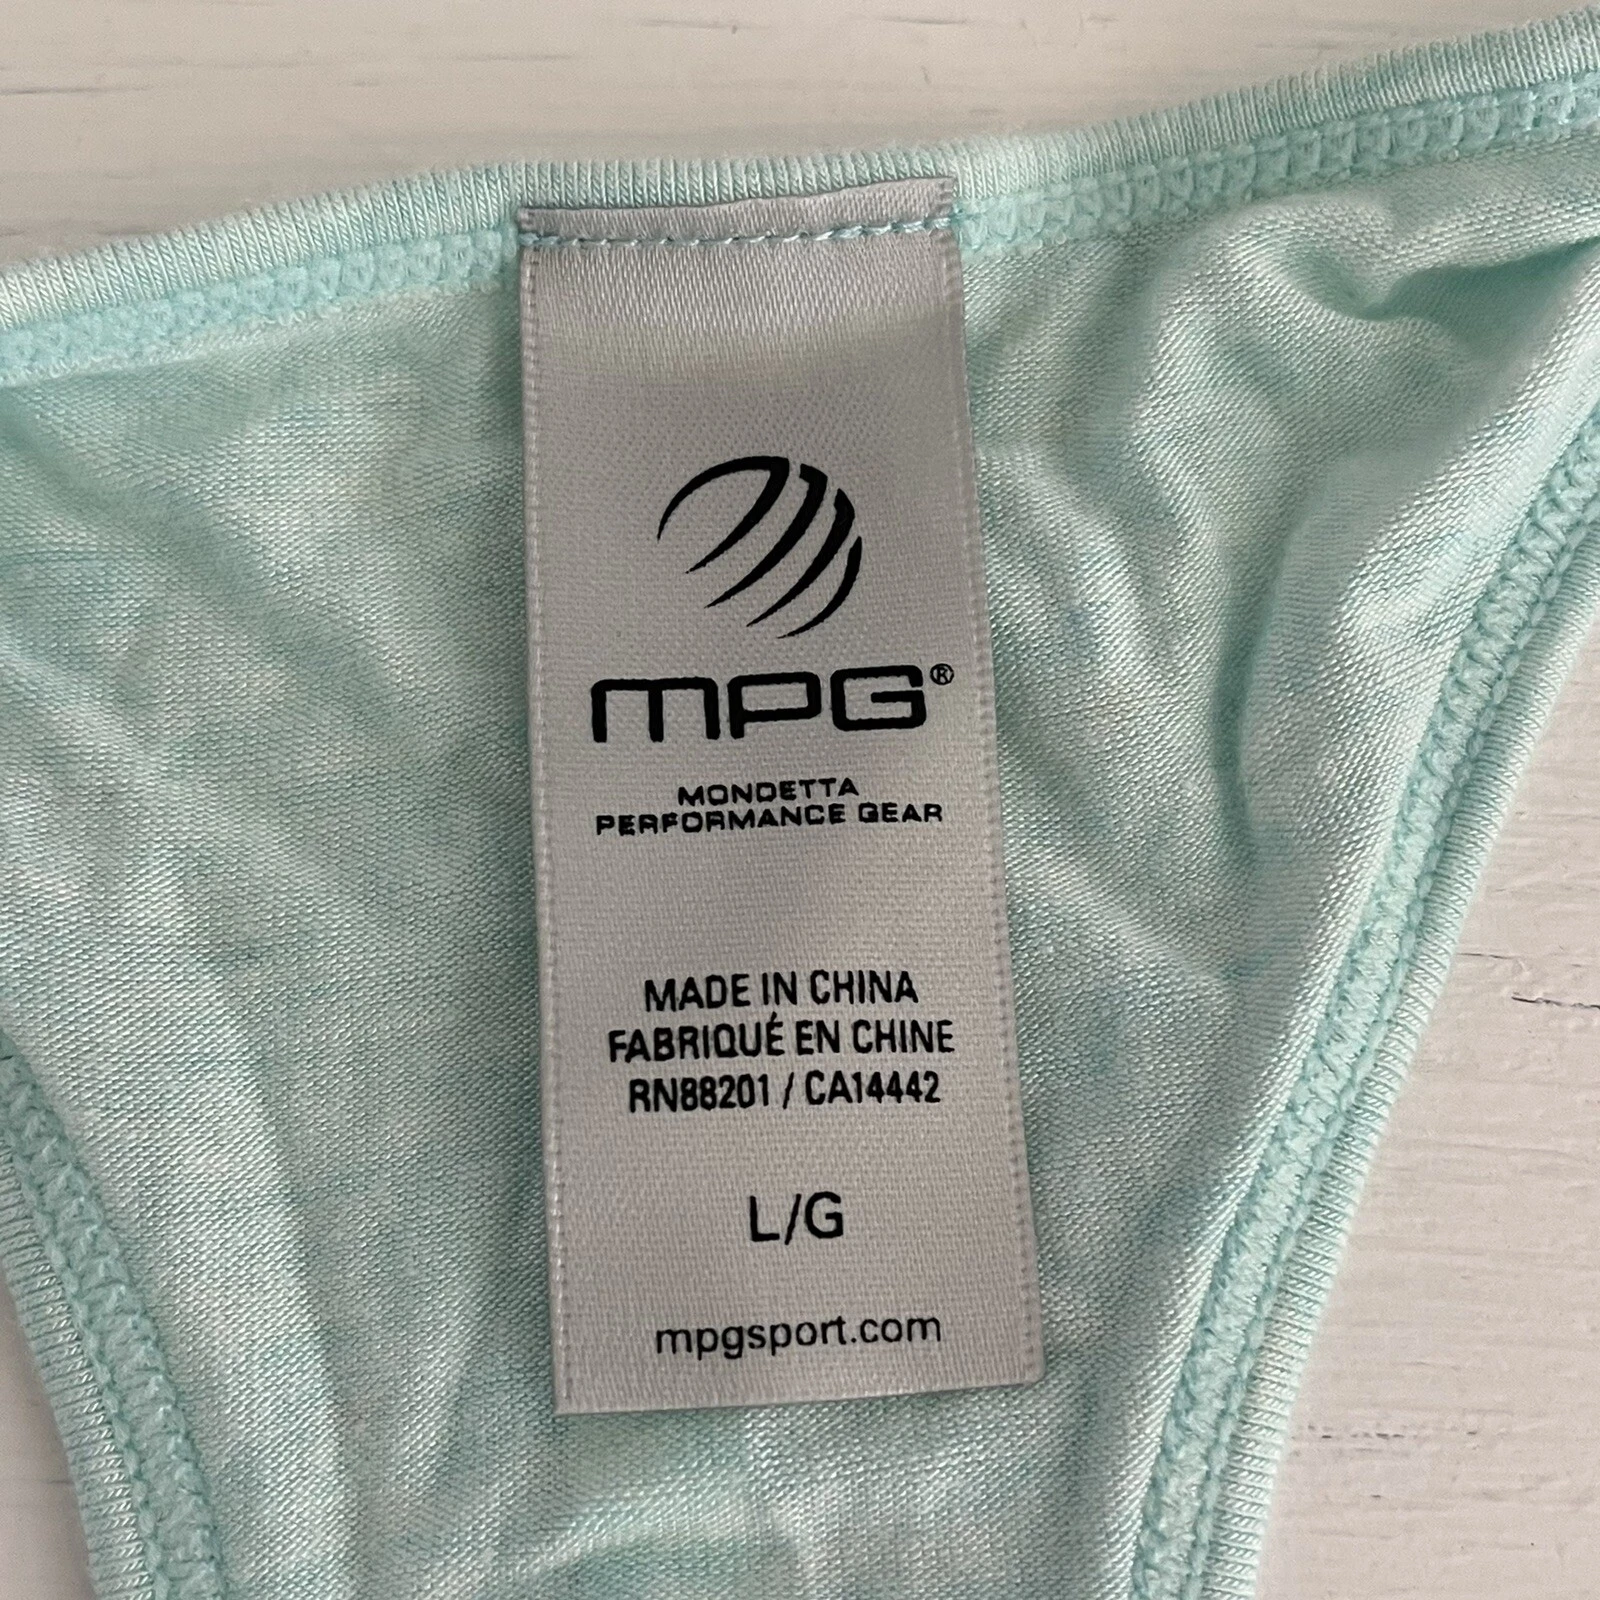 MPG®
MONDETTA
PERFORMANCE GEAR
MADE IN CHINA
FABRIQUÉ EN CHINE
RN88201 / CA14442
L/G
mpgsport.com